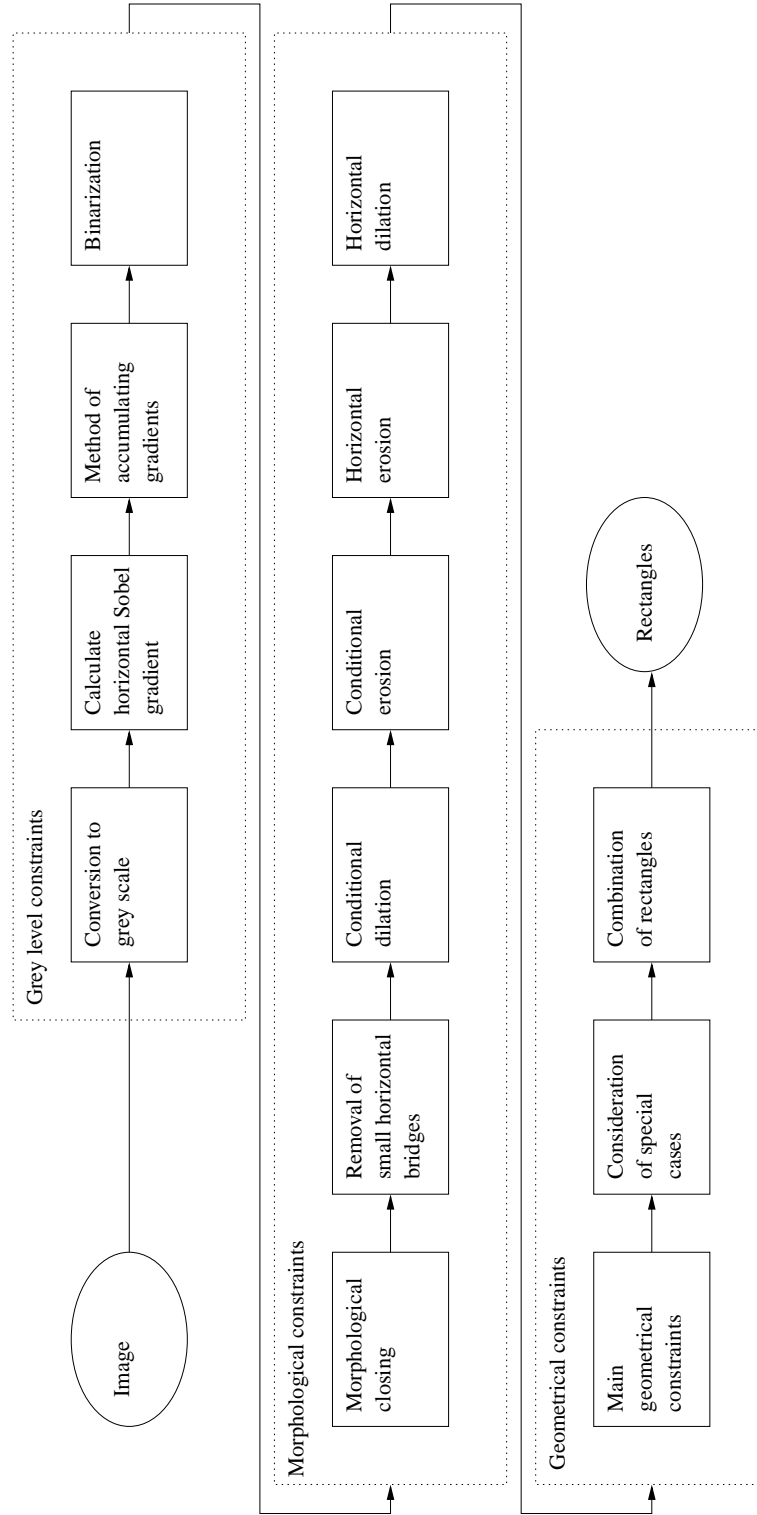 Image
Grey level constraints
Conversion to
grey scale
Calculate
horizontal Sobel
gradient
Method of
accumulating
gradients
Binarization
Morphological constraints
Morphological
closing
Removal of
small horizontal
bridges
Conditional
dilation
Conditional
erosion
Horizontal
erosion
Horizontal
dilation
Geometrical constraints
Main
geometrical
constraints
Consideration
of special
cases
Combination
of rectangles
Rectangles